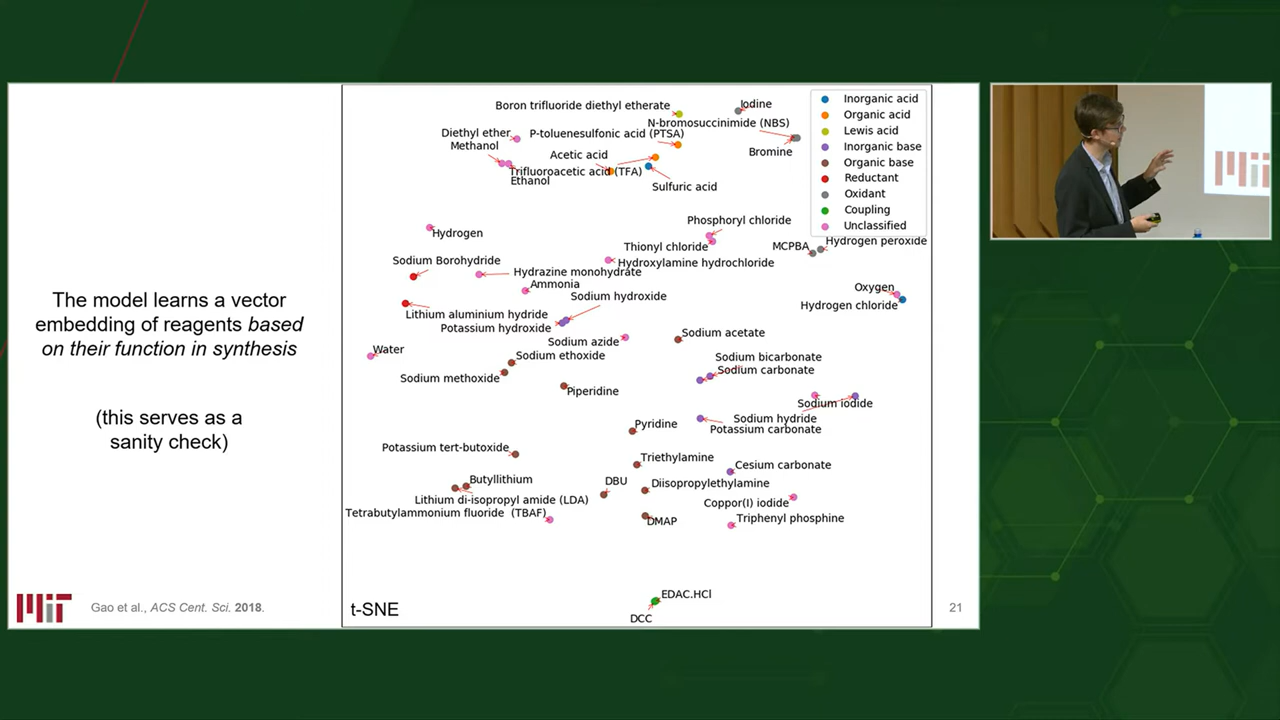 The model learns a vector
embedding of reagents based
on their function in synthesis
(this serves as a
sanity check)
MIT
Gao et al., ACS Cent. Sci. 2018.
Boron trifluoride diethyl etherate
Iodine
N-bromosuccinimide (NBS)
Diethyl ether
P-toluenesulfonic acid (PTSA)
Methanol
Bromine
Acetic acid
Trifluoroacetic acid (TFA)
Ethanol
Sulfuric acid
Inorganic acid
Organic acid
Lewis acid
Inorganic base
Organic base
Reductant
Oxidant
Coupling
Unclassified
Phosphoryl chloride
Hydrogen
Thionyl chloride
MCPBA
Hydrogen peroxide
Sodium Borohydride
Hydroxylamine hydrochloride
Hydrazine monohydrate
Ammonia
Oxygen
Sodium hydroxide
Hydrogen chloride
Lithium aluminium hydride
Potassium hydroxide
Sodium acetate
Sodium azide
Water
Sodium ethoxide
Sodium bicarbonate
Sodium carbonate
Sodium methoxide
Piperidine
Sodium iodide
Sodium hydride
Pyridine
Potassium carbonate
Potassium tert-butoxide
Triethylamine
Cesium carbonate
Butyllithium
DBU
Diisopropylethylamine
Lithium di-isopropyl amide (LDA)
Coppor(I) iodide
Tetrabutylammonium fluoride (TBAF)
DMAP
Triphenyl phosphine
EDAC.HCl
DCC
t-SNE
21
MIT